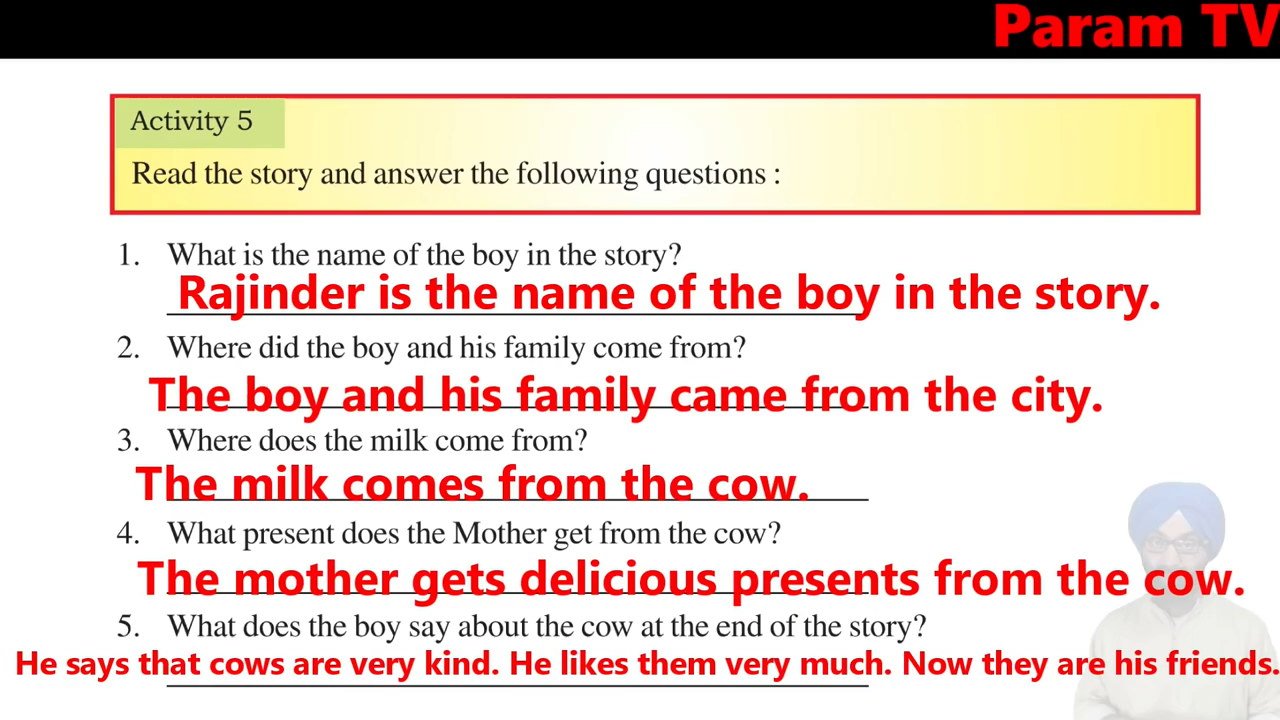 Param TV
Activity 5
Read the story and answer the following questions :
1. What is the name of the boy in the story?
Rajinder is the name of the boy in the story.
2. Where did the boy and his family come from?
The boy and his family came from the city.
3. Where does the milk come from?
The milk comes from the cow.
4. What present does the Mother get from the cow?
The mother gets delicious presents from the cow.
5. What does the boy say about the cow at the end of the story?
He says that cows are very kind. He likes them very much. Now they are his friends.